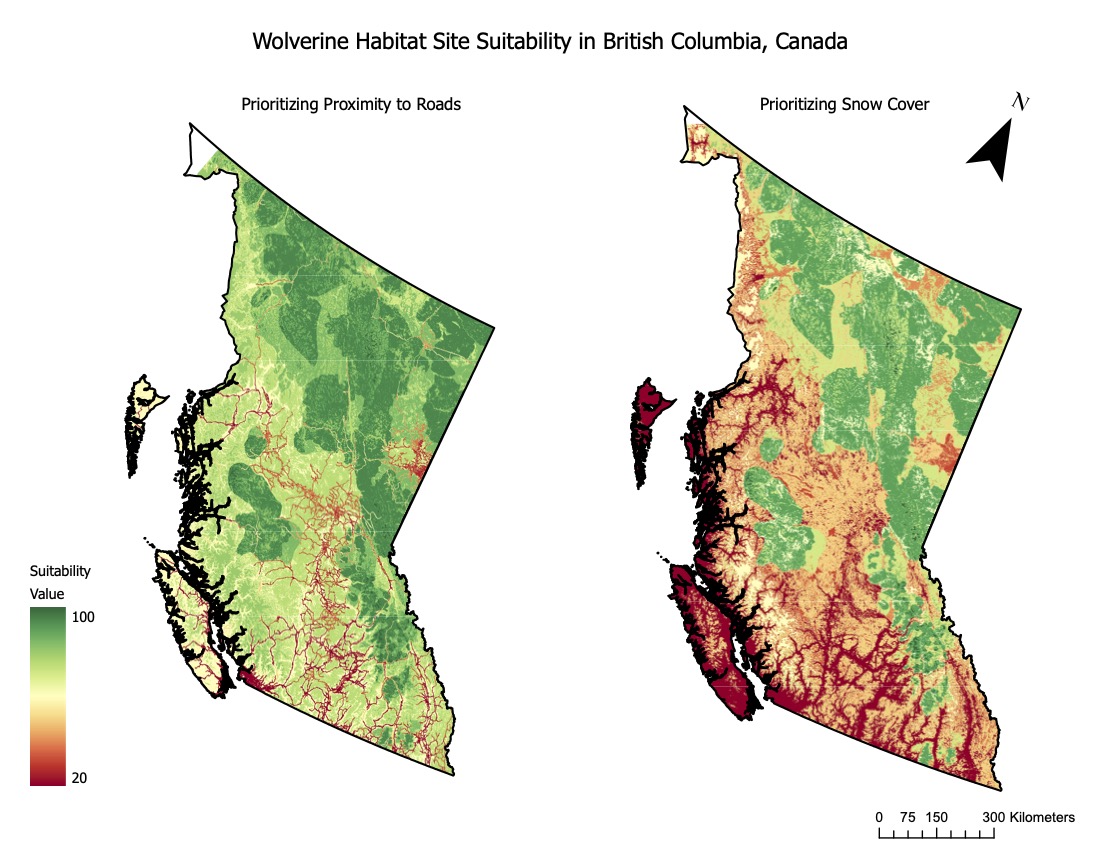 Wolverine Habitat Site Suitability in British Columbia, Canada
Prioritizing Proximity to Roads
Prioritizing Snow Cover
N
Suitability
Value
100
20
0 75 150 300 Kilometers